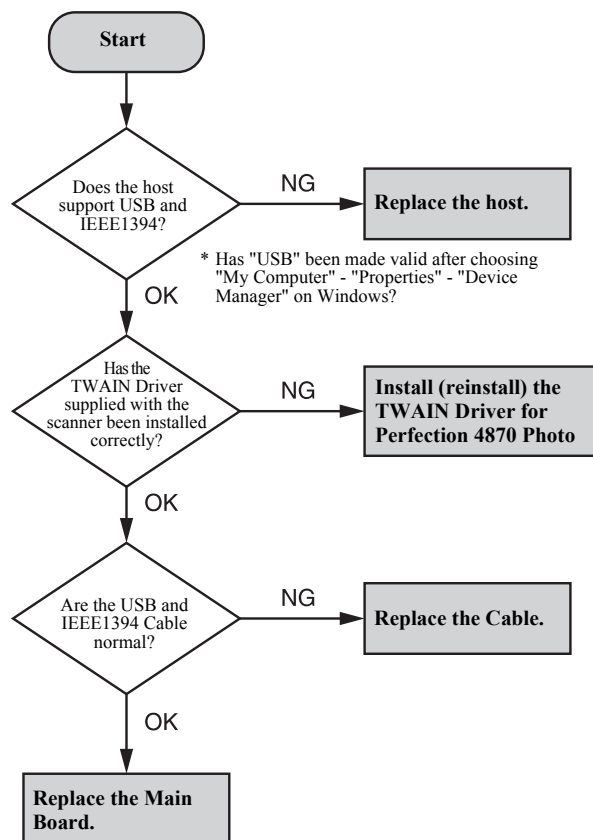 Start
Does the host
support USB and
IEEE1394?
NG
Replace the host.
* Has "USB" been made valid after choosing
"My Computer" - "Properties" - "Device
Manager" on Windows?
OK
Has the
TWAIN Driver
supplied with the
scanner been installed
correctly?
NG
Install (reinstall) the
TWAIN Driver for
Perfection 4870 Photo
OK
Are the USB and
IEEE1394 Cable
normal?
NG
Replace the Cable.
OK
Replace the Main
Board.